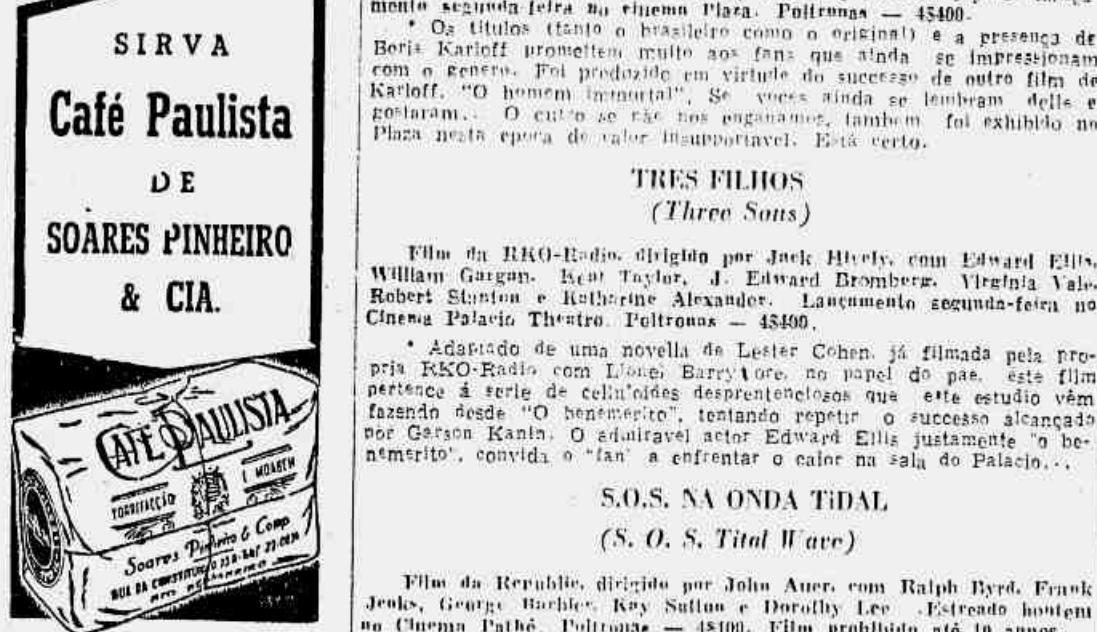 SIRVA
Café Paulista
DE
SOARES PINHEIRO
& CIA.
CAFÉ PAULISTA
TORREFACÇÃO
E MOAGEM
Soares Pinheiro & Comp.
RUA DA CONSTITUIÇÃO
mento segunda-feira no cinema Plaza. Poltronas — 4$400.
* Os titulos (tanto o brasileiro como o original) e a presença de
Boris Karloff promettem muito aos fans que ainda se impressionam
com o genero. Foi produzido em virtude do successo de outro film de
Karloff, "O homem immortal". Se voces ainda se lembram delle e
gostaram.. O outro se não nos enganamos, tambem foi exhibido no
Plaza nesta epoca de calor insupportavel. Está certo.
TRES FILHOS
(Three Sons)
Film da RKO-Radio, dirigido por Jack Hively, com Edward Ellis,
William Gargan, Kent Taylor, J. Edward Bromberg, Virginia Vale,
Robert Stanton e Katharine Alexander. Lançamento segunda-feira no
Cinema Palacio Theatro. Poltronas — 4$400.
* Adaptado de uma novella de Lester Cohen, já filmada pela pro-
pria RKO-Radio com Lionel Barrymore, no papel do pae, este film
pertence á serie de celluloides desprentenciosos que este estudio vêm
fazendo desde "O benemerito", tentando repetir o successo alcançado
por Garson Kanin. O admiravel actor Edward Ellis justamente "o be-
nemerito", convida o "fan" a enfrentar o calor na sala do Palacio...
S.O.S. NA ONDA TiDAL
(S. O. S. Tital Wave)
Film da Republic, dirigido por John Auer, com Ralph Byrd, Frank
Jenks, George Barbier, Kay Sutton e Dorothy Lee. Estreado hontem
no Cinema Pathé. Poltronas — 4$400. Film prohibido até 10 annos.